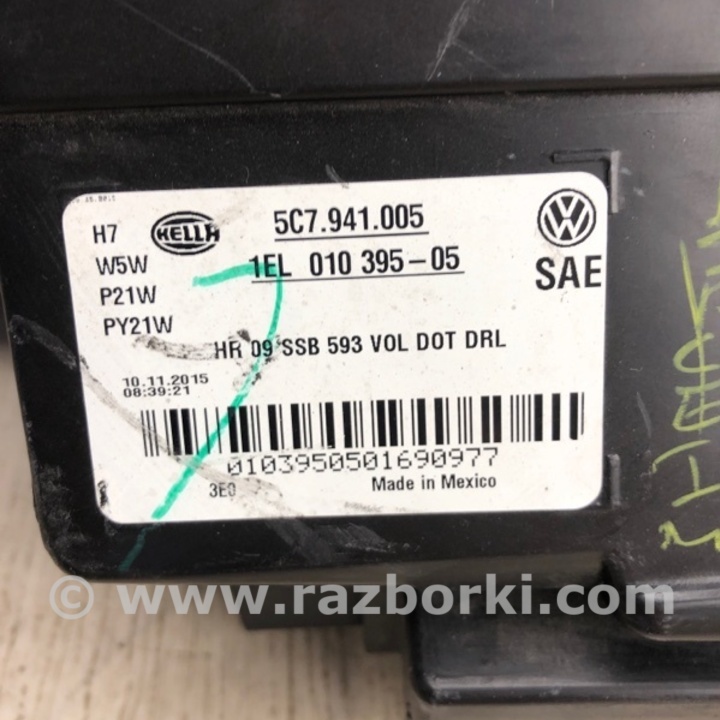 H7 HELLA 5C7.941.005
W5W 1EL 010 395-05
P21W SAE
PY21W HR 09 SSB 593 VOL DOT DRL
10.11.2015
08:39:21
0103950501690977
3E0 Made in Mexico
© www.razborki.com